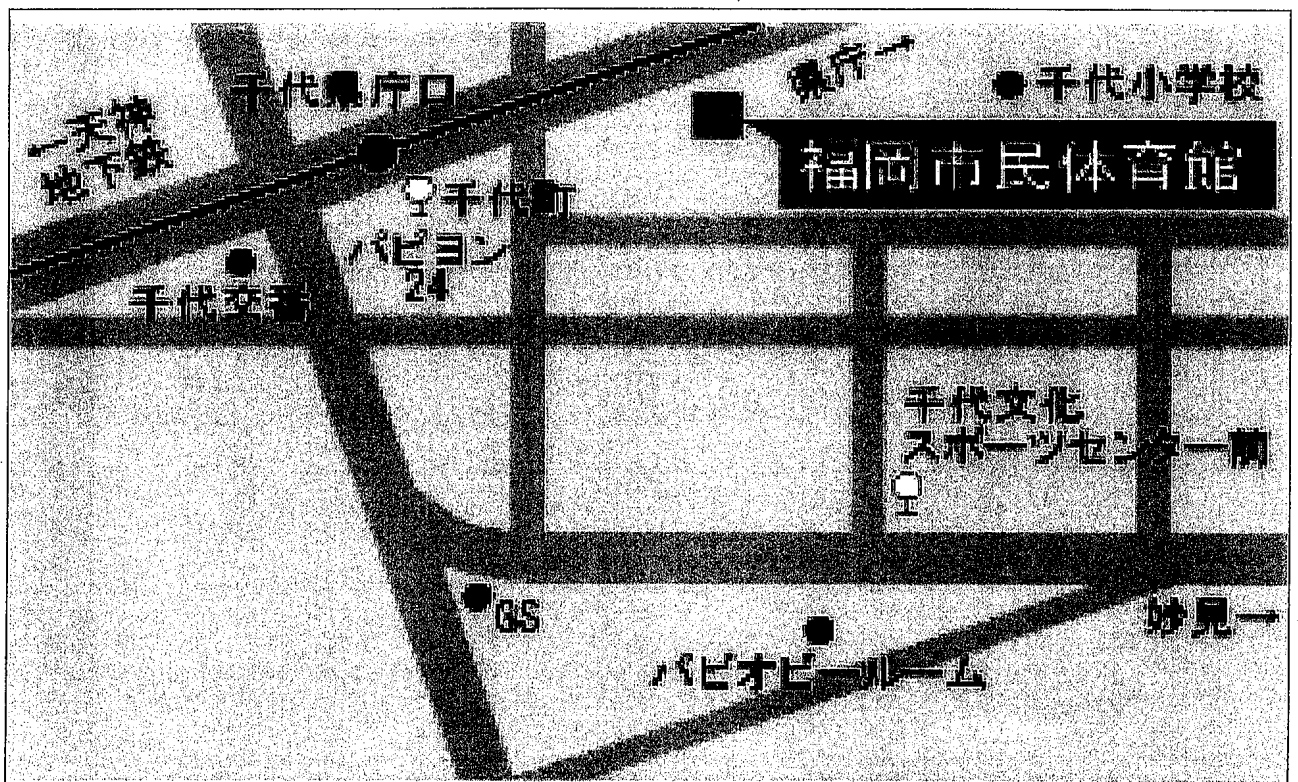 千代県庁口
←天神
地下鉄
千代小学校
福岡市民体育館
千代町
パピヨン
24
千代交番
千代文化
スポーツセンター前
GS
妙見→
パピオビールーム